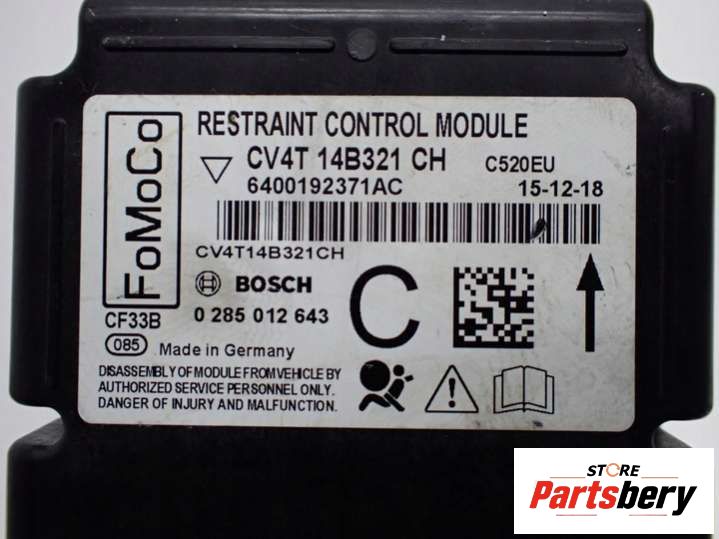 FoMoCo
RESTRAINT CONTROL MODULE
CV4T 14B321 CH C520EU
6400192371AC 15-12-18
CV4T14B321CH
BOSCH
0 285 012 643
C
CF33B
085 Made in Germany
DISASSEMBLY OF MODULE FROM VEHICLE BY
AUTHORIZED SERVICE PERSONNEL ONLY.
DANGER OF INJURY AND MALFUNCTION.
STORE
Partsbery